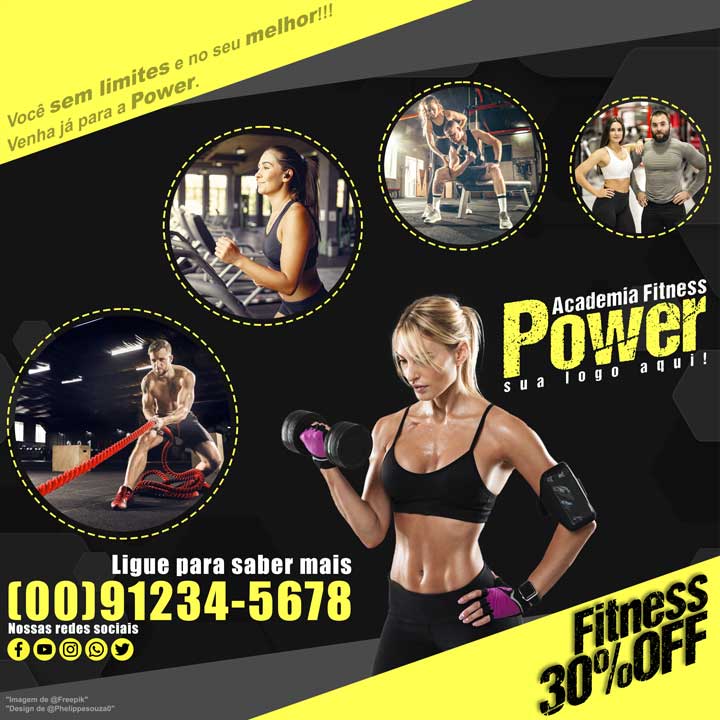 Você sem limites e no seu melhor!!!
Venha já para a Power.
Academia Fitness
Power
sua logo aqui!
Ligue para saber mais
(00)91234-5678
Nossas redes sociais
Fitness
30%OFF
"Imagem de @Freepik"
"Design de @Phelippesouza0"